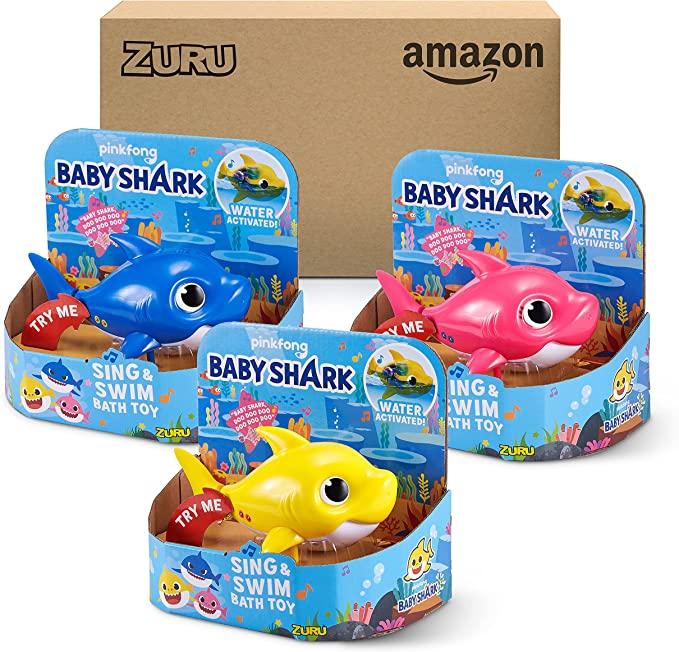 ZURU
amazon
pinkfong
BABY SHARK
WATER
ACTIVATED!
"BABY SHARK,
DOO DOO DOO
DOO DOO DOO"
TRY ME
SING &
SWIM
BATH TOY
ZURU
pinkfong
BABY SHARK
WATER
ACTIVATED!
"BABY SHARK,
DOO DOO DOO
DOO DOO DOO"
TRY ME
NG &
SWIM
ATH TOY
ZURU
BABY SHARK
pinkfong
BABY SHARK
WATER
ACTIVATED!
"BABY SHARK,
DOO DOO DOO
DOO DOO DOO"
TRY ME
SING &
SWIM
BATH TOY
ZURU
BABY SHARK